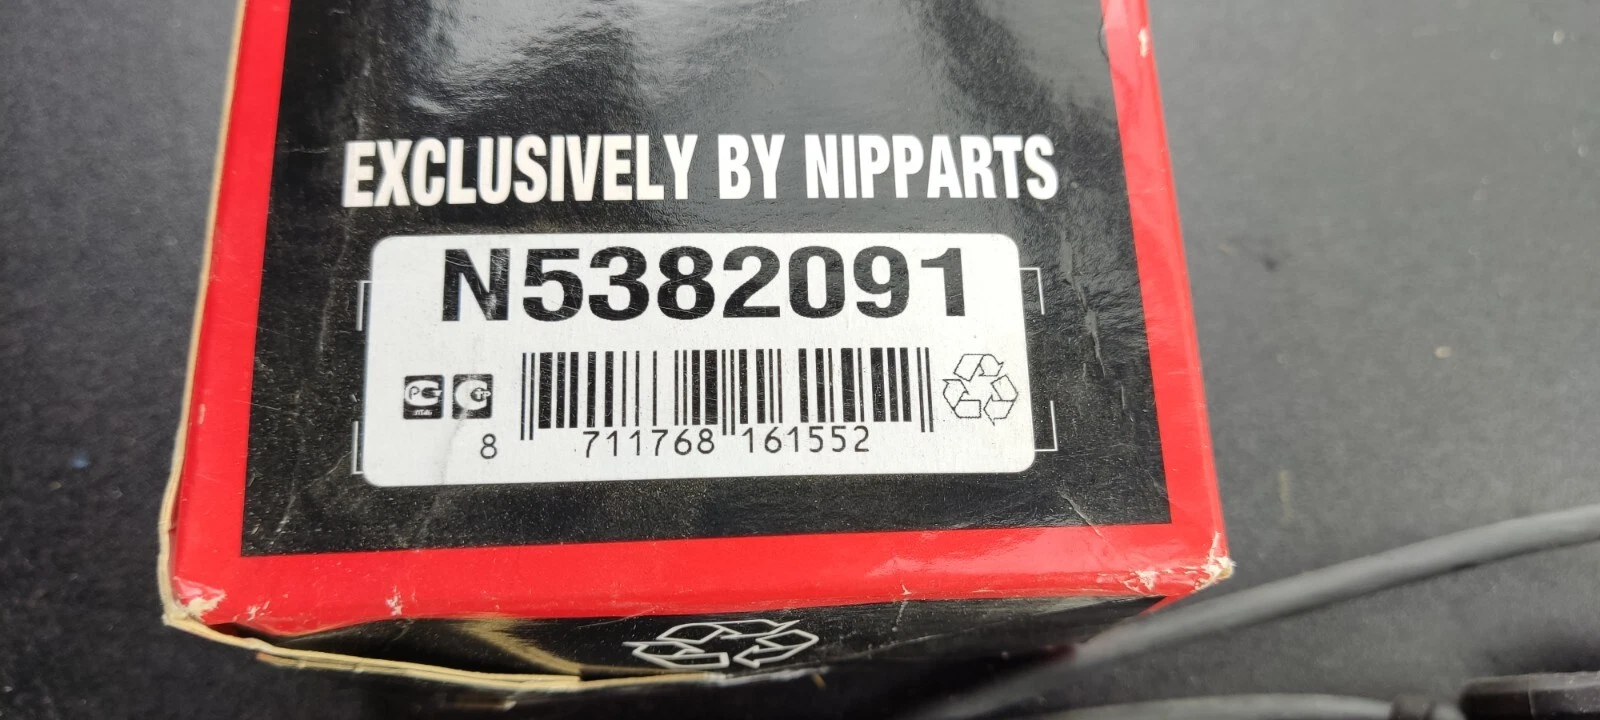 EXCLUSIVELY BY NIPPARTS
N5382091
8 711768 161552